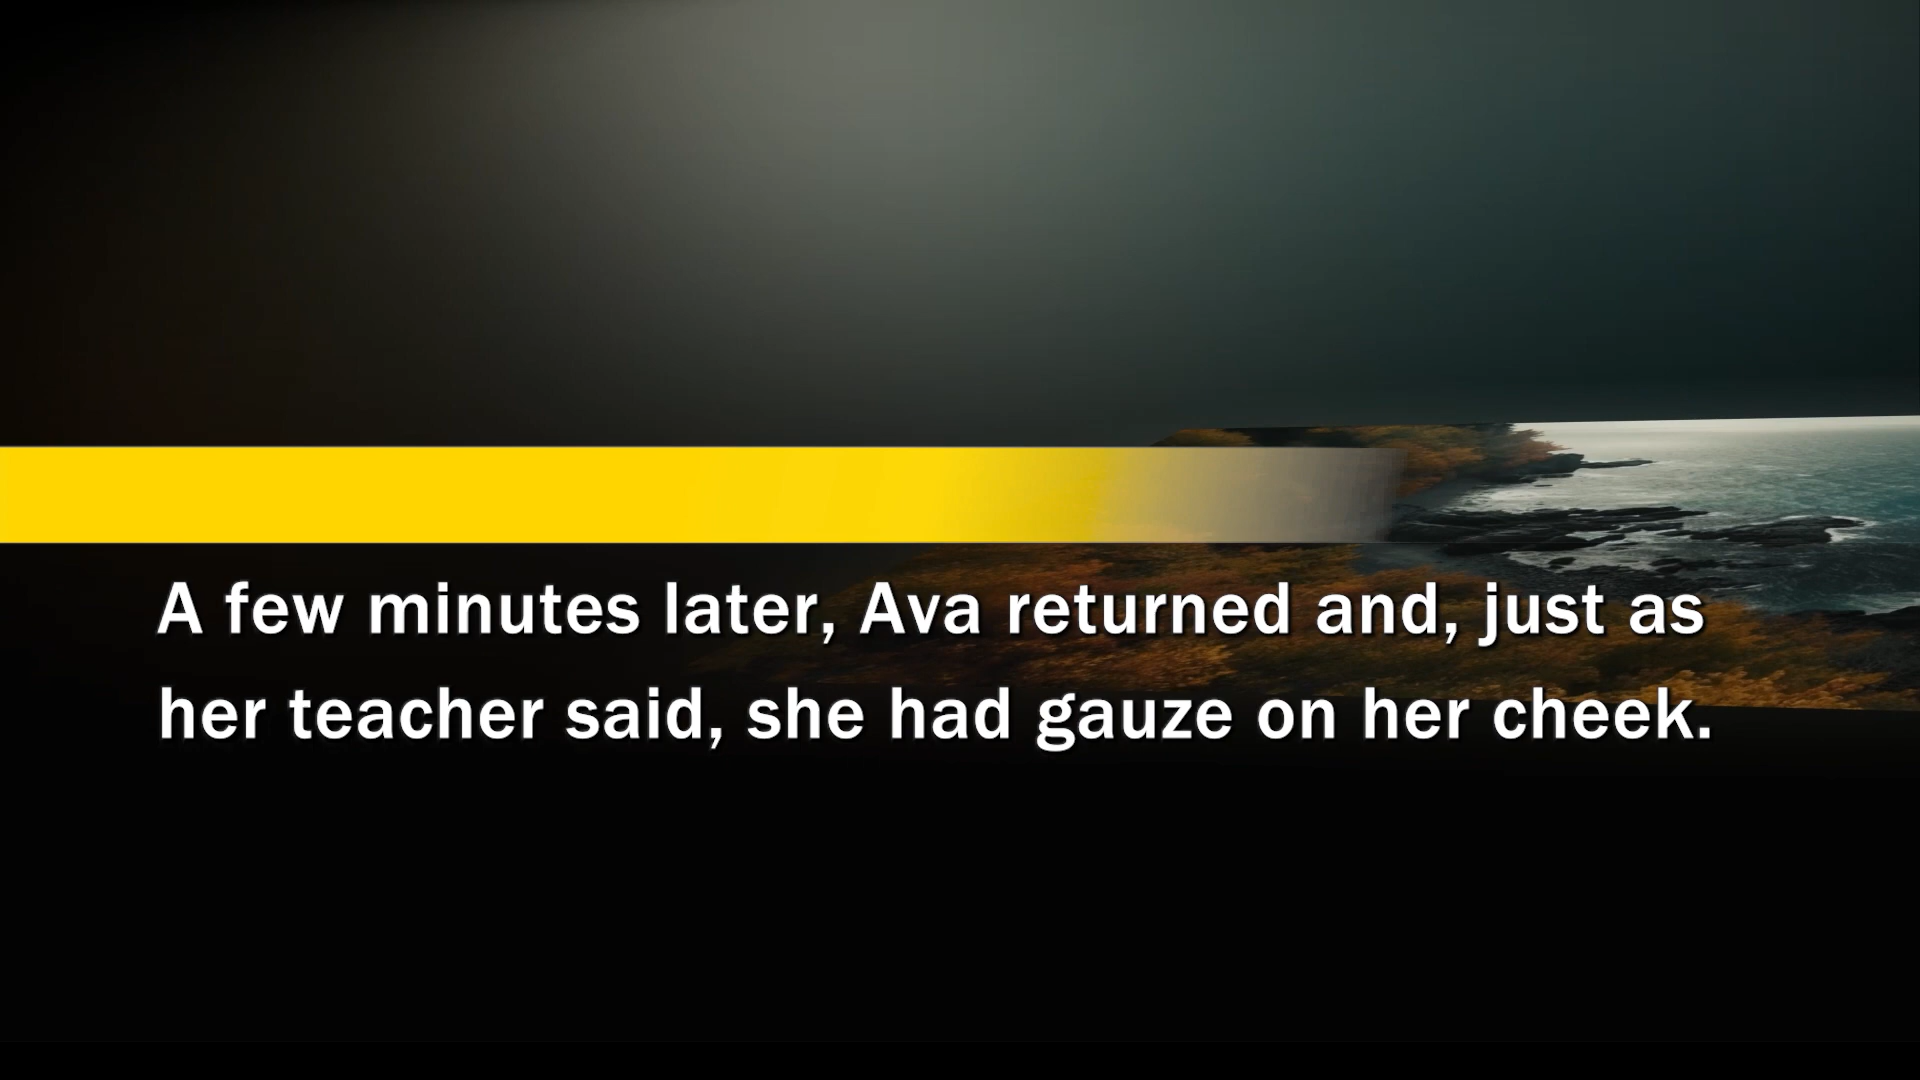 A few minutes later, Ava returned and, just as
her teacher said, she had gauze on her cheek.